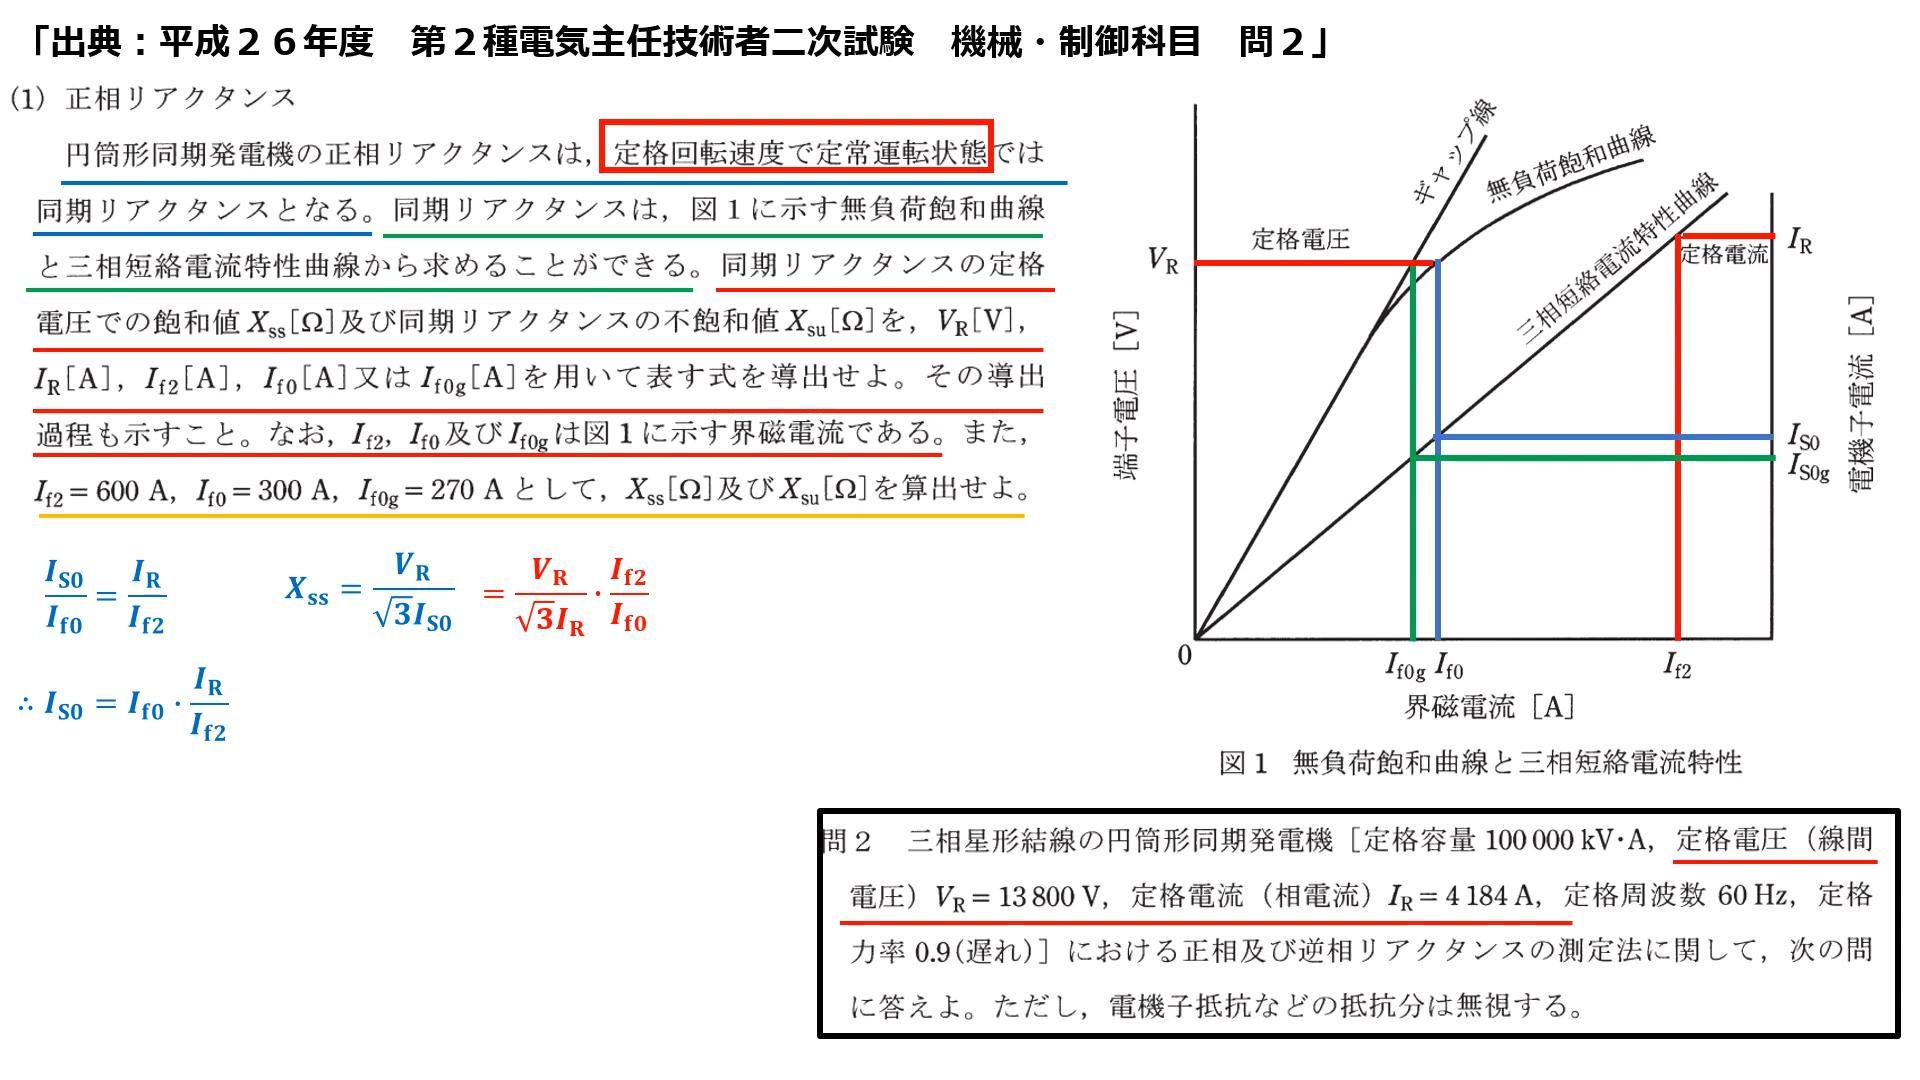 「出典：平成２６年度　第２種電気主任技術者二次試験　機械・制御科目　問２」
(1) 正相リアクタンス
円筒形同期発電機の正相リアクタンスは，定格回転速度で定常運転状態では
同期リアクタンスとなる。同期リアクタンスは，図1に示す無負荷飽和曲線
と三相短絡電流特性曲線から求めることができる。同期リアクタンスの定格
電圧での飽和値 Xss[Ω]及び同期リアクタンスの不飽和値 Xsu[Ω]を，VR[V]，
IR[A]，If2[A]，If0[A]又は If0g[A]を用いて表す式を導出せよ。その導出
過程も示すこと。なお，If2，If0及びIf0gは図1に示す界磁電流である。また，
If2＝600 A，If0＝300 A，If0g＝270 A として，Xss[Ω]及びXsu[Ω]を算出せよ。
IS0/If0 = IR/If2
Xss = VR/√3IS0 = VR/√3IR · If2/If0
∴ IS0 = If0 · IR/If2
ギャップ線
無負荷飽和曲線
三相短絡電流特性曲線
定格電圧
定格電流
VR
IR
IS0
IS0g
端子電圧［V］
電機子電流［A］
0
If0g If0 If2
界磁電流［A］
図1　無負荷飽和曲線と三相短絡電流特性
問２　三相星形結線の円筒形同期発電機［定格容量 100 000 kV･A，定格電圧（線間
電圧）VR＝13 800 V，定格電流（相電流）IR＝4 184 A，定格周波数 60 Hz，定格
力率 0.9(遅れ)］における正相及び逆相リアクタンスの測定法に関して，次の問
に答えよ。ただし，電機子抵抗などの抵抗分は無視する。